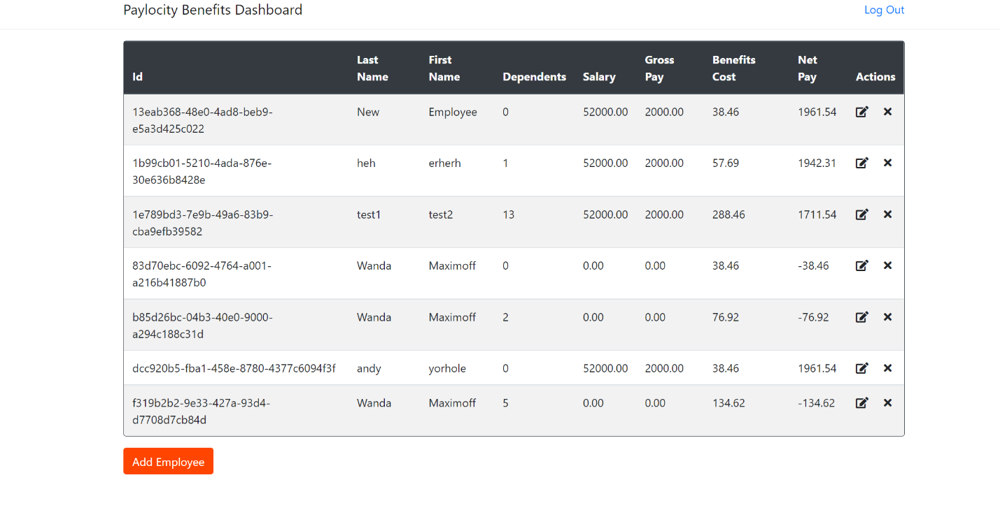 Paylocity Benefits Dashboard
Log Out
Id Last Name First Name Dependents Salary Gross Pay Benefits Cost Net Pay Actions
13eab368-48e0-4ad8-beb9-e5a3d425c022 New Employee 0 52000.00 2000.00 38.46 1961.54
1b99cb01-5210-4ada-876e-30e636b8428e heh erherh 1 52000.00 2000.00 57.69 1942.31
1e789bd3-7e9b-49a6-83b9-cba9efb39582 test1 test2 13 52000.00 2000.00 288.46 1711.54
83d70ebc-6092-4764-a001-a216b41887b0 Wanda Maximoff 0 0.00 0.00 38.46 -38.46
b85d26bc-04b3-40e0-9000-a294c188c31d Wanda Maximoff 2 0.00 0.00 76.92 -76.92
dcc920b5-fba1-458e-8780-4377c6094f3f andy yorhole 0 52000.00 2000.00 38.46 1961.54
f319b2b2-9e33-427a-93d4-d7708d7cb84d Wanda Maximoff 5 0.00 0.00 134.62 -134.62
Add Employee